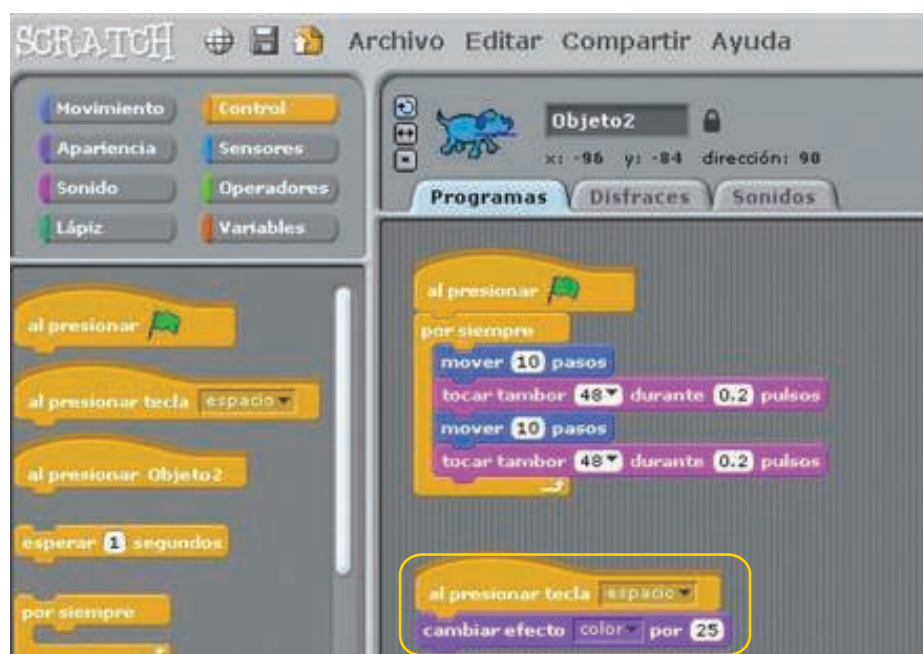 SCRATCH Archivo Editar Compartir Ayuda
Movimiento Control
Apariencia Sensores
Sonido Operadores
Lápiz Variables
Objeto2
x: -96 y: -84 dirección: 90
Programas Disfraces Sonidos
al presionar
al presionar tecla espacio
al presionar Objeto2
esperar 1 segundos
por siempre
al presionar
por siempre
mover 10 pasos
tocar tambor 48 durante 0.2 pulsos
mover 10 pasos
tocar tambor 48 durante 0.2 pulsos
al presionar tecla espacio
cambiar efecto color por 25